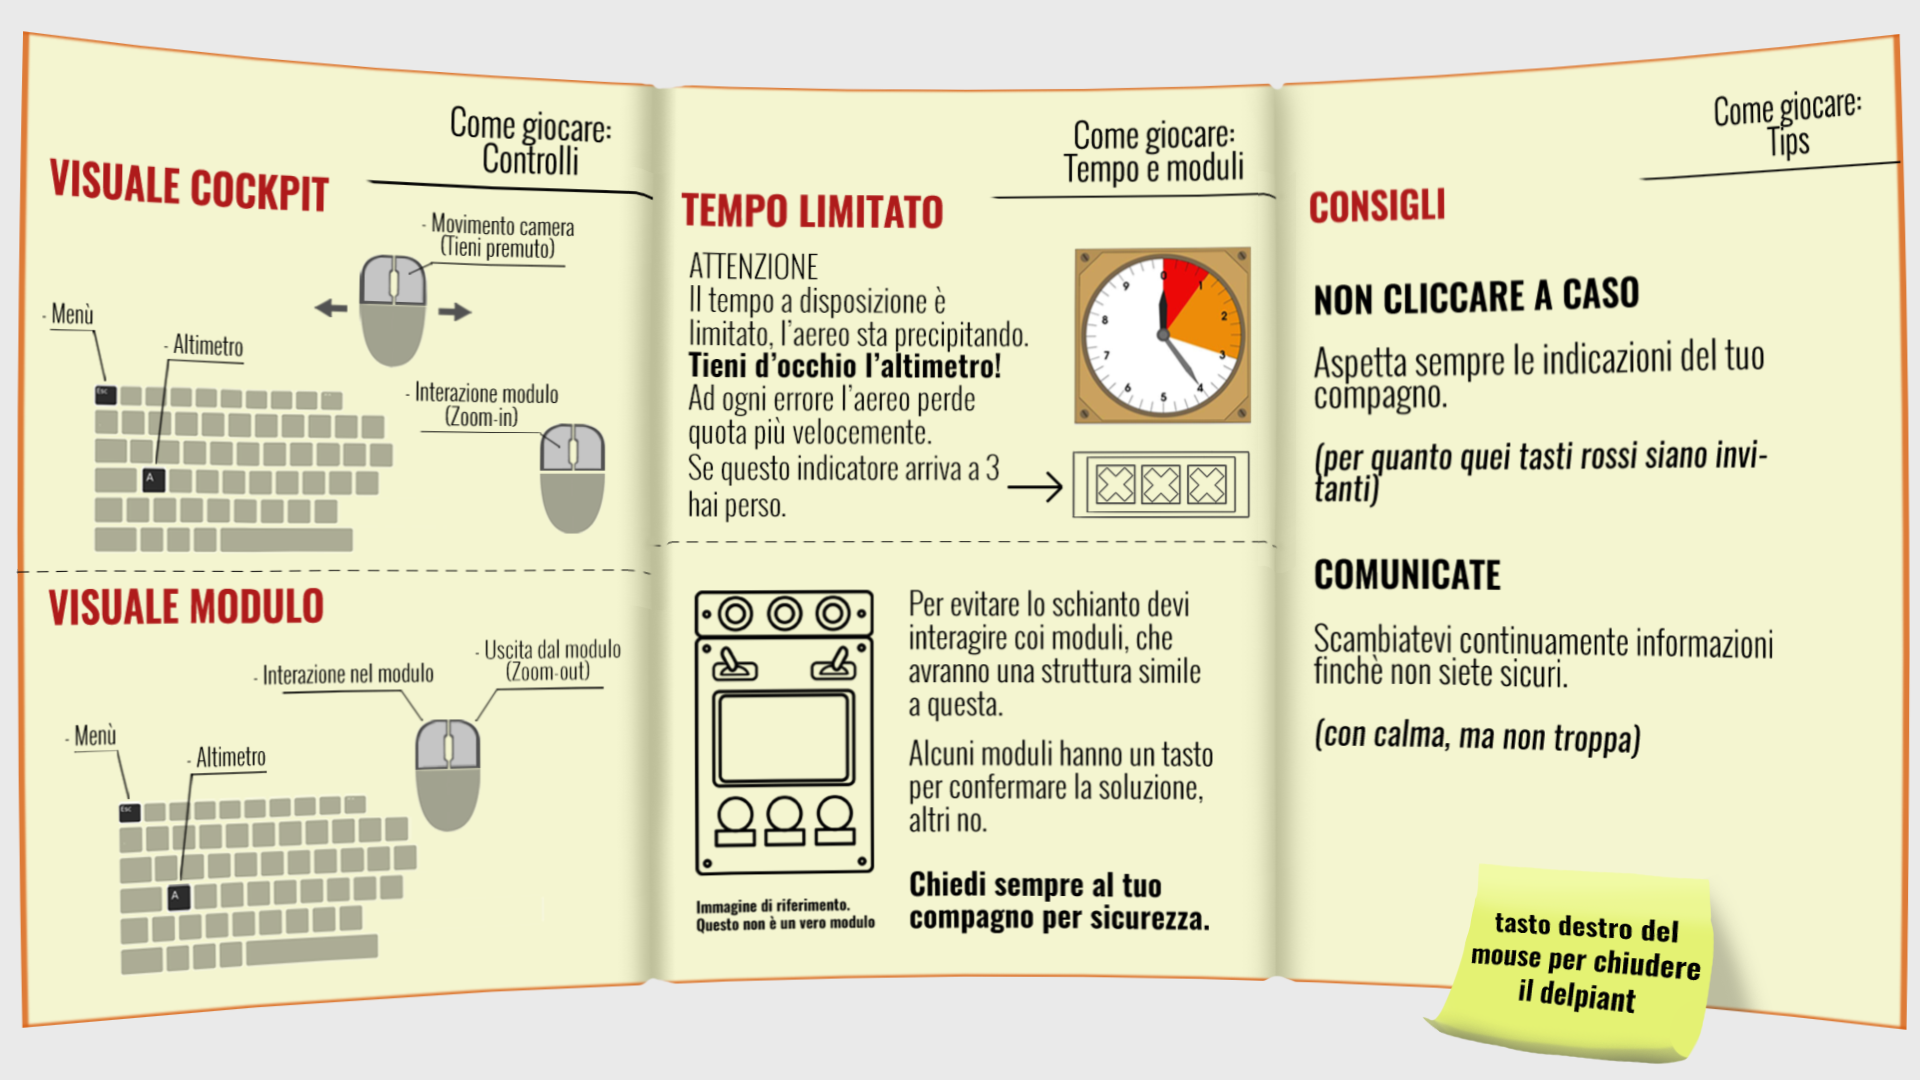 Come giocare:
Controlli
VISUALE COCKPIT
- Movimento camera
(Tieni premuto)
- Menù
- Altimetro
- Interazione modulo
(Zoom-in)
Esc
A
VISUALE MODULO
- Uscita dal modulo
(Zoom-out)
- Interazione nel modulo
- Menù
- Altimetro
Esc
A
Come giocare:
Tempo e moduli
TEMPO LIMITATO
ATTENZIONE
Il tempo a disposizione è
limitato, l'aereo sta precipitando.
Tieni d'occhio l'altimetro!
Ad ogni errore l'aereo perde
quota più velocemente.
Se questo indicatore arriva a 3
hai perso.
0
1
2
3
4
5
6
7
8
9
Per evitare lo schianto devi
interagire coi moduli, che
avranno una struttura simile
a questa.
Alcuni moduli hanno un tasto
per confermare la soluzione,
altri no.
Chiedi sempre al tuo
compagno per sicurezza.
Immagine di riferimento.
Questo non è un vero modulo
Come giocare:
Tips
CONSIGLI
NON CLICCARE A CASO
Aspetta sempre le indicazioni del tuo
compagno.
(per quanto quei tasti rossi siano invi-
tanti)
COMUNICATE
Scambiatevi continuamente informazioni
finchè non siete sicuri.
(con calma, ma non troppa)
tasto destro del
mouse per chiudere
il delpiant